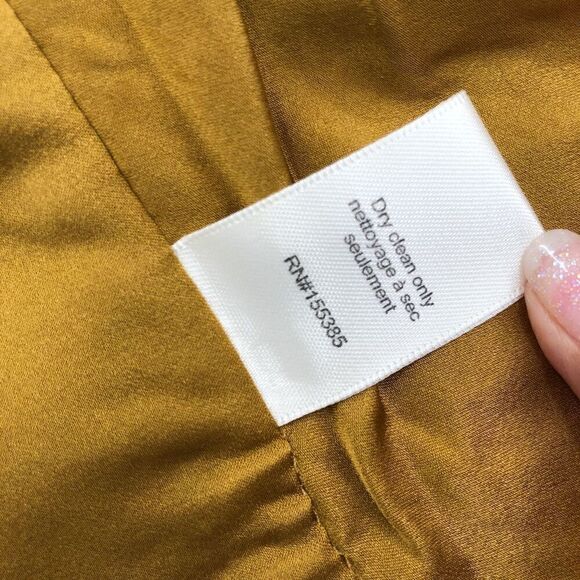 Dry clean only
nettoyage à sec
seulement
RN#155385